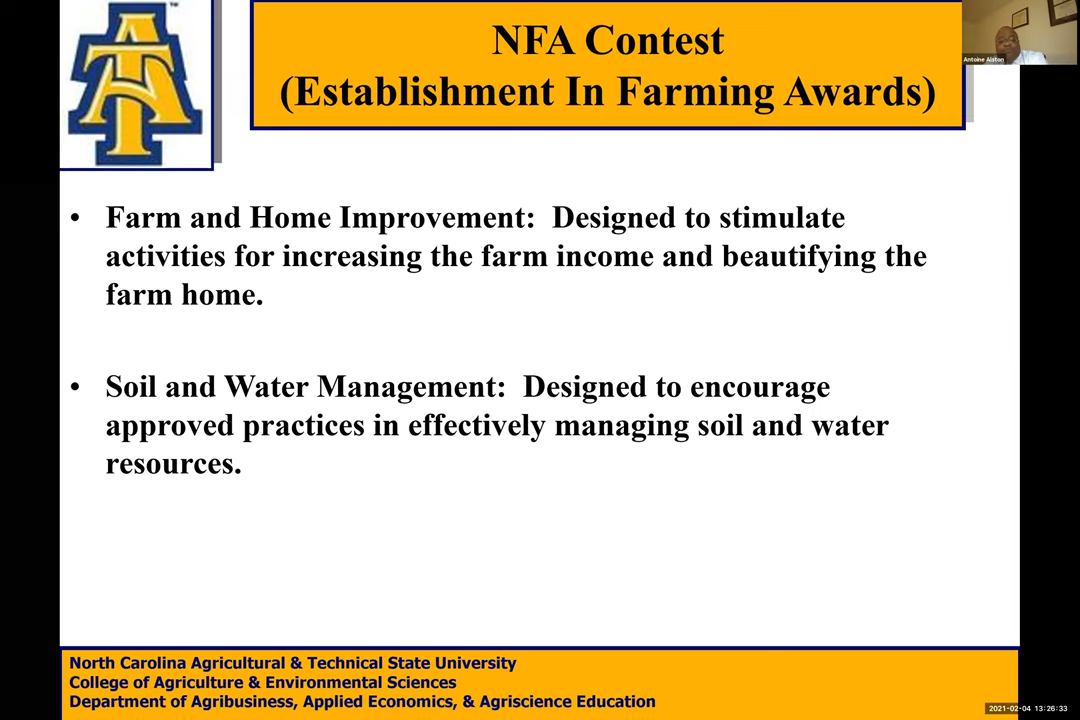 A
T
TM
NFA Contest
(Establishment In Farming Awards)
Antoine Alston
• Farm and Home Improvement:  Designed to stimulate
activities for increasing the farm income and beautifying the
farm home.
• Soil and Water Management:  Designed to encourage
approved practices in effectively managing soil and water
resources.
North Carolina Agricultural & Technical State University
College of Agriculture & Environmental Sciences
Department of Agribusiness, Applied Economics, & Agriscience Education
2021-02-04 13:26:33